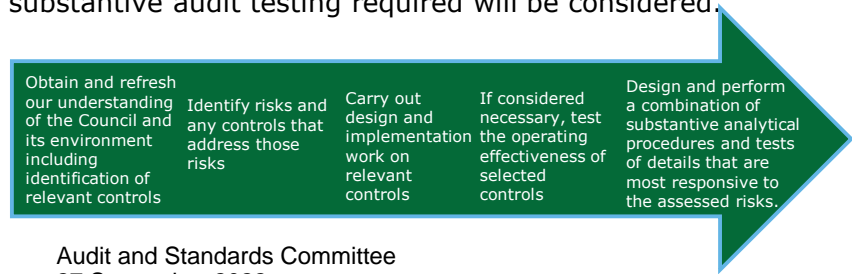 substantive audit testing required will be considered.
Obtain and refresh
our understanding
of the Council and
its environment
including
identification of
relevant controls
Identify risks and
any controls that
address those
risks
Carry out
design and
implementation
work on
relevant
controls
If considered
necessary, test
the operating
effectiveness of
selected
controls
Design and perform
a combination of
substantive analytical
procedures and tests
of details that are
most responsive to
the assessed risks.
Audit and Standards Committee